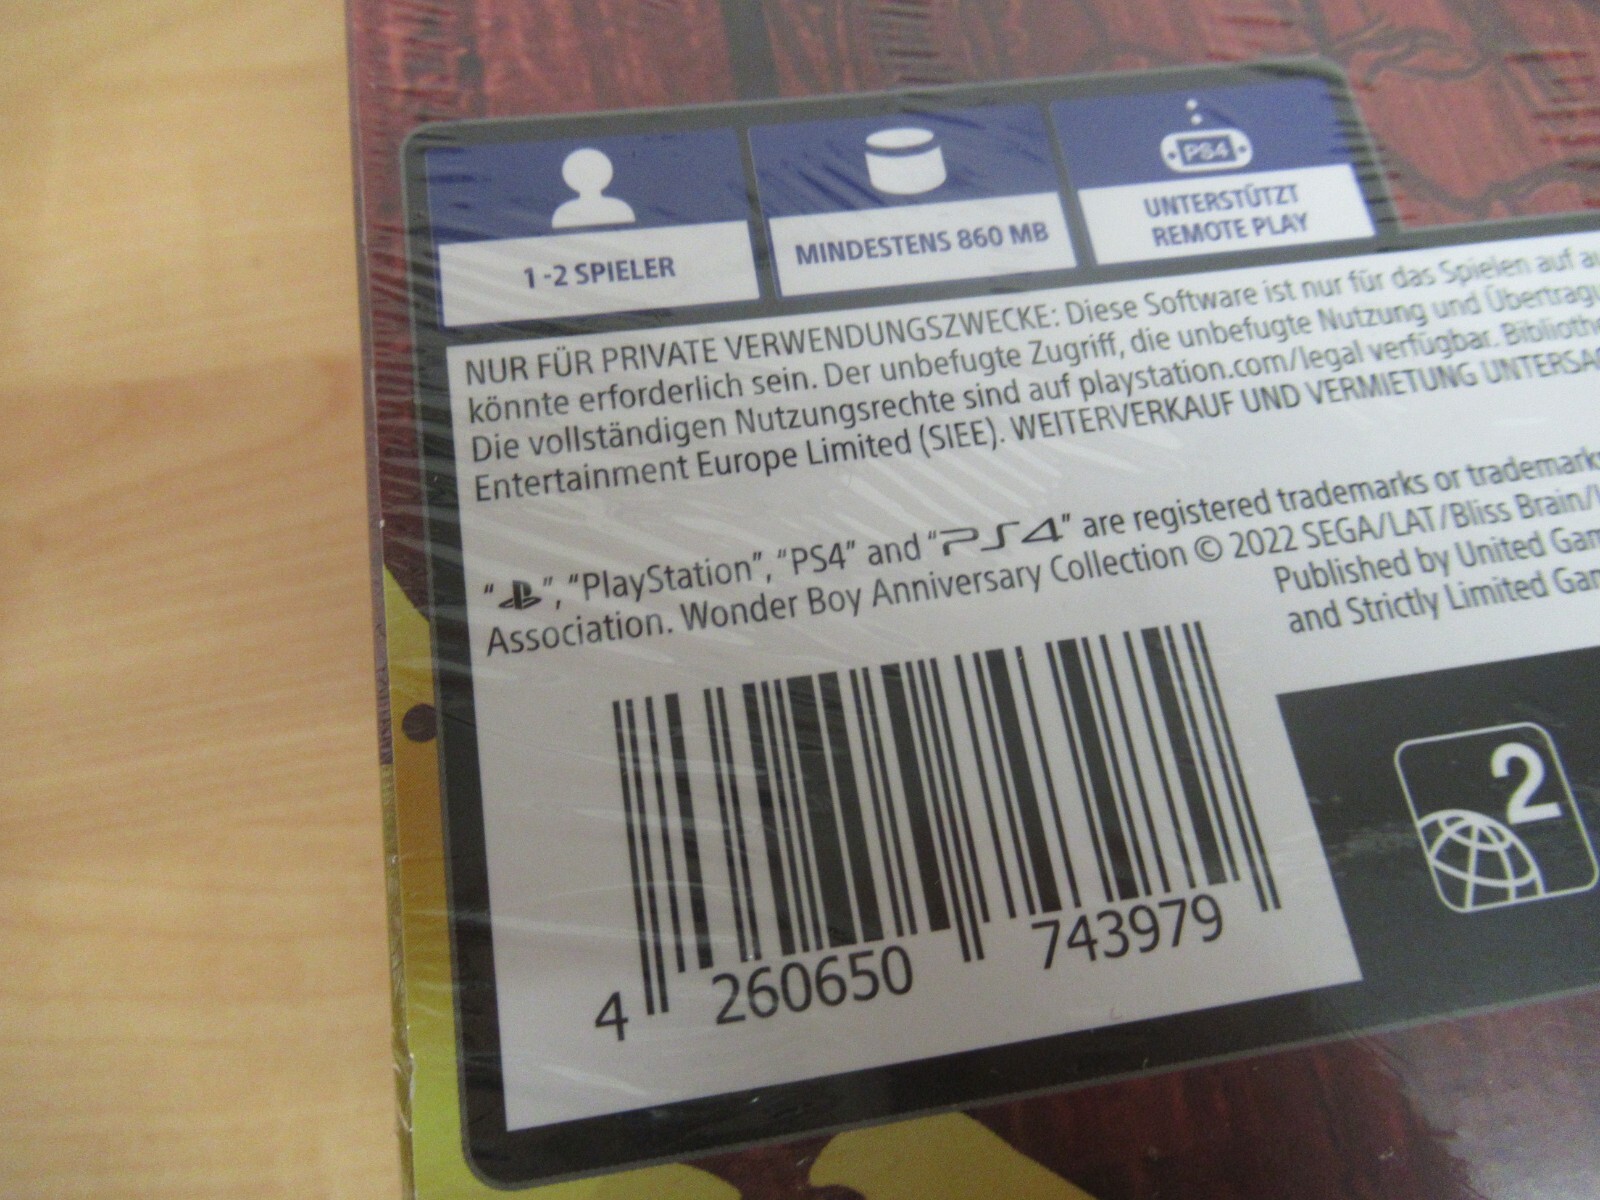 1 -2 SPIELER
MINDESTENS 860 MB
PS4
UNTERSTÜTZT
REMOTE PLAY
NUR FÜR PRIVATE VERWENDUNGSZWECKE: Diese Software ist nur für das Spielen auf
könnte erforderlich sein. Der unbefugte Zugriff, die unbefugte Nutzung und
Die vollständigen Nutzungsrechte sind auf playstation.com/legal verfügbar.
Entertainment Europe Limited (SIEE). WEITERVERKAUF UND VERMIETUNG
" ", "PlayStation", "PS4" and "PS4" are registered trademarks or
Association. Wonder Boy Anniversary Collection © 2022 SEGA/LAT/Bliss Brain/
Published by United
and Strictly Limited
2
4 260650 743979